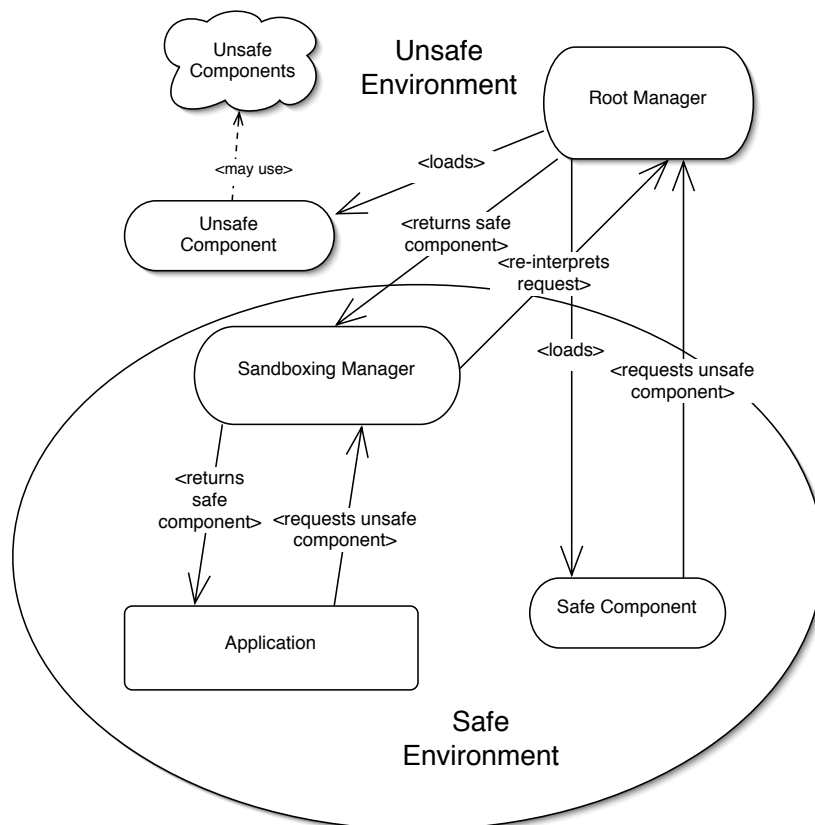 Unsafe
Components
Unsafe
Environment
Root Manager
<may use>
<loads>
Unsafe
Component
<returns safe
component>
<re-interprets
request>
Sandboxing Manager
<loads>
<requests unsafe
component>
<returns
safe
component>
<requests unsafe
component>
Application
Safe Component
Safe
Environment